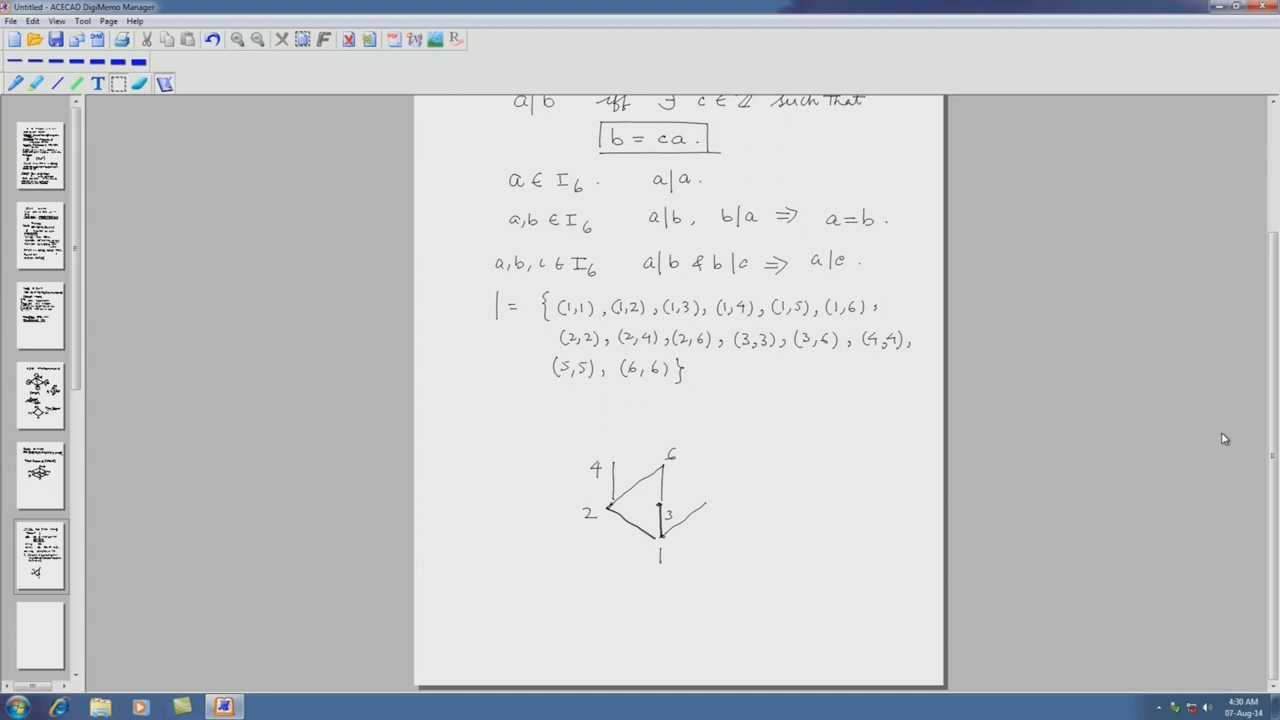 Untitled - ACECAD DigiMemo Manager
File Edit View Tool Page Help
a|b iff ∃ c ∈ ℤ such that
b = ca.
a ∈ I₆. a|a.
a,b ∈ I₆ a|b, b|a ⇒ a=b.
a,b,c ∈ I₆ a|b & b|c ⇒ a|c.
| = {(1,1), (1,2), (1,3), (1,4), (1,5), (1,6),
(2,2), (2,4), (2,6), (3,3), (3,6), (4,4),
(5,5), (6,6)}
4 6
2 3
1
4:30 AM
07-Aug-14